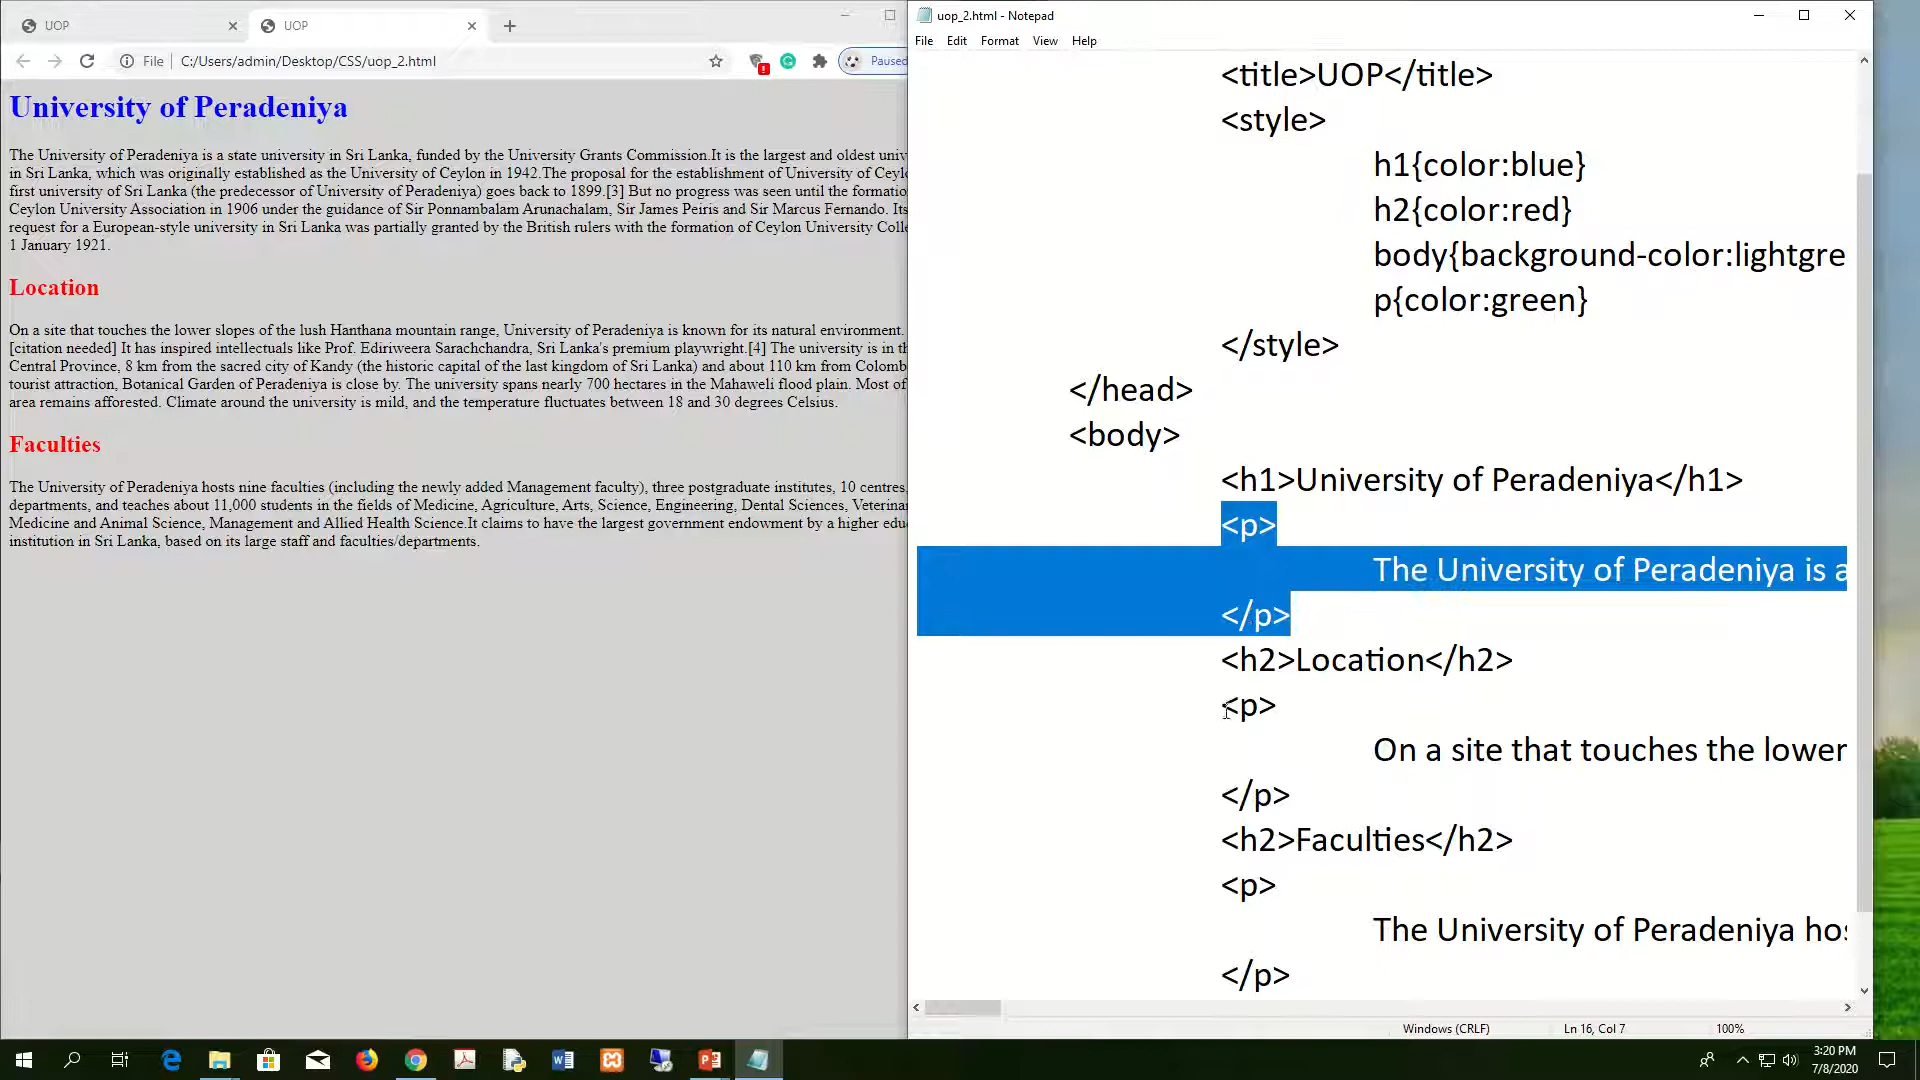 UOP
UOP
File
C:/Users/admin/Desktop/CSS/uop_2.html
Paused
University of Peradeniya
The University of Peradeniya is a state university in Sri Lanka, funded by the University Grants Commission.It is the largest and oldest
in Sri Lanka, which was originally established as the University of Ceylon in 1942.The proposal for the establishment of University of
first university of Sri Lanka (the predecessor of University of Peradeniya) goes back to 1899.[3] But no progress was seen until the
Ceylon University Association in 1906 under the guidance of Sir Ponnambalam Arunachalam, Sir James Peiris and Sir Marcus Fernando. Its
request for a European-style university in Sri Lanka was partially granted by the British rulers with the formation of Ceylon University
1 January 1921.
Location
On a site that touches the lower slopes of the lush Hanthana mountain range, University of Peradeniya is known for its natural environment.
[citation needed] It has inspired intellectuals like Prof. Ediriweera Sarachchandra, Sri Lanka's premium playwright.[4] The university is in
Central Province, 8 km from the sacred city of Kandy (the historic capital of the last kingdom of Sri Lanka) and about 110 km from
tourist attraction, Botanical Garden of Peradeniya is close by. The university spans nearly 700 hectares in the Mahaweli flood plain. Most of
area remains afforested. Climate around the university is mild, and the temperature fluctuates between 18 and 30 degrees Celsius.
Faculties
The University of Peradeniya hosts nine faculties (including the newly added Management faculty), three postgraduate institutes, 10 centres,
departments, and teaches about 11,000 students in the fields of Medicine, Agriculture, Arts, Science, Engineering, Dental Sciences,
Medicine and Animal Science, Management and Allied Health Science.It claims to have the largest government endowment by a higher
institution in Sri Lanka, based on its large staff and faculties/departments.
uop_2.html - Notepad
File Edit Format View Help
<title>UOP</title>
<style>
h1{color:blue}
h2{color:red}
body{background-color:lightgre
p{color:green}
</style>
</head>
<body>
<h1>University of Peradeniya</h1>
<p>
The University of Peradeniya is a
</p>
<h2>Location</h2>
<p>
On a site that touches the lower
</p>
<h2>Faculties</h2>
<p>
The University of Peradeniya hos
</p>
Windows (CRLF) Ln 16, Col 7 100%
3:20 PM
7/8/2020